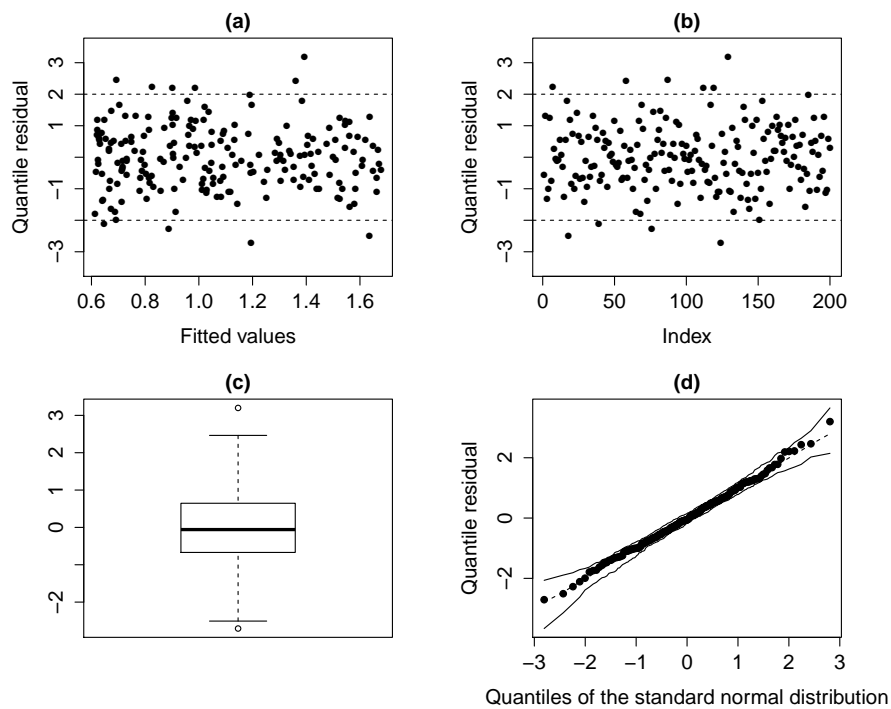 (a)
Quantile residual
3
2
1
−1
−3
0.6 0.8 1.0 1.2 1.4 1.6
Fitted values
(b)
Quantile residual
3
2
1
−1
−3
0 50 100 150 200
Index
(c)
3
2
1
0
−2
(d)
Quantile residual
2
0
−2
−3 −2 −1 0 1 2 3
Quantiles of the standard normal distribution